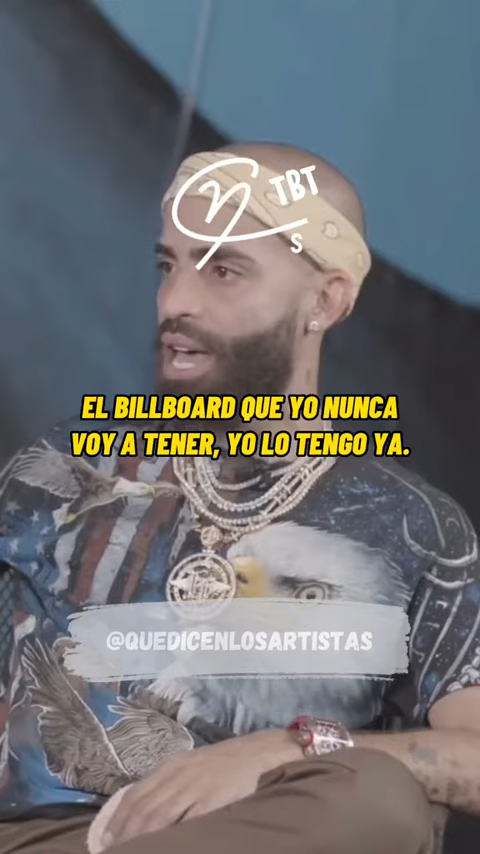 TBT
S
EL BILLBOARD QUE YO NUNCA
VOY A TENER, YO LO TENGO YA.
@QUEDICENLOSARTISTAS